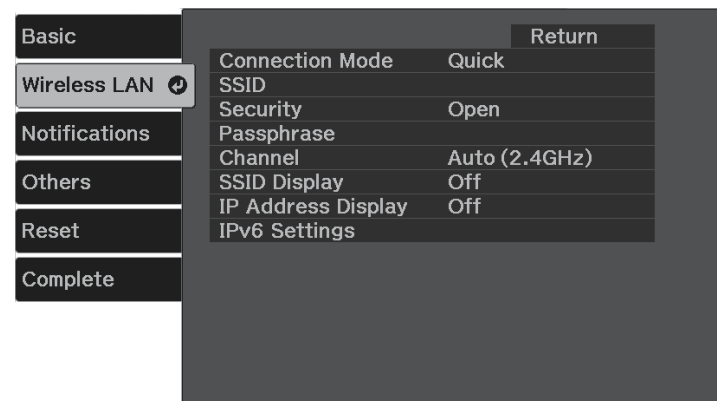 Basic
Wireless LAN
Notifications
Others
Reset
Complete
Return
Connection Mode Quick
SSID
Security Open
Passphrase
Channel Auto (2.4GHz)
SSID Display Off
IP Address Display Off
IPv6 Settings